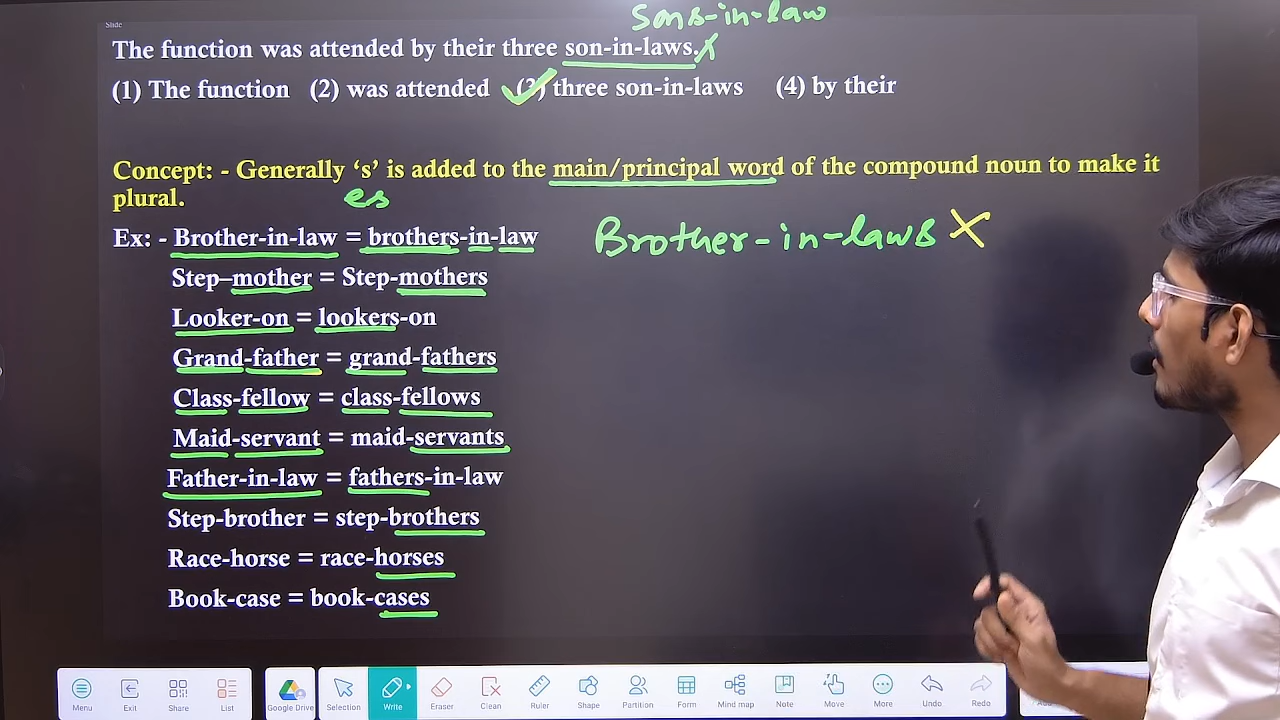 Slide
Sons-in-law
The function was attended by their three son-in-laws.
(1) The function (2) was attended (3) three son-in-laws (4) by their
Concept: - Generally ‘s’ is added to the main/principal word of the compound noun to make it
plural.
es
Ex: - Brother-in-law = brothers-in-law
Brother-in-laws X
Step–mother = Step-mothers
Looker-on = lookers-on
Grand-father = grand-fathers
Class-fellow = class-fellows
Maid-servant = maid-servants
Father-in-law = fathers-in-law
Step-brother = step-brothers
Race-horse = race-horses
Book-case = book-cases
Menu Exit Share List Google Drive Selection Write Eraser Clean Ruler Shape Partition Form Mind map Note Move More Undo Redo